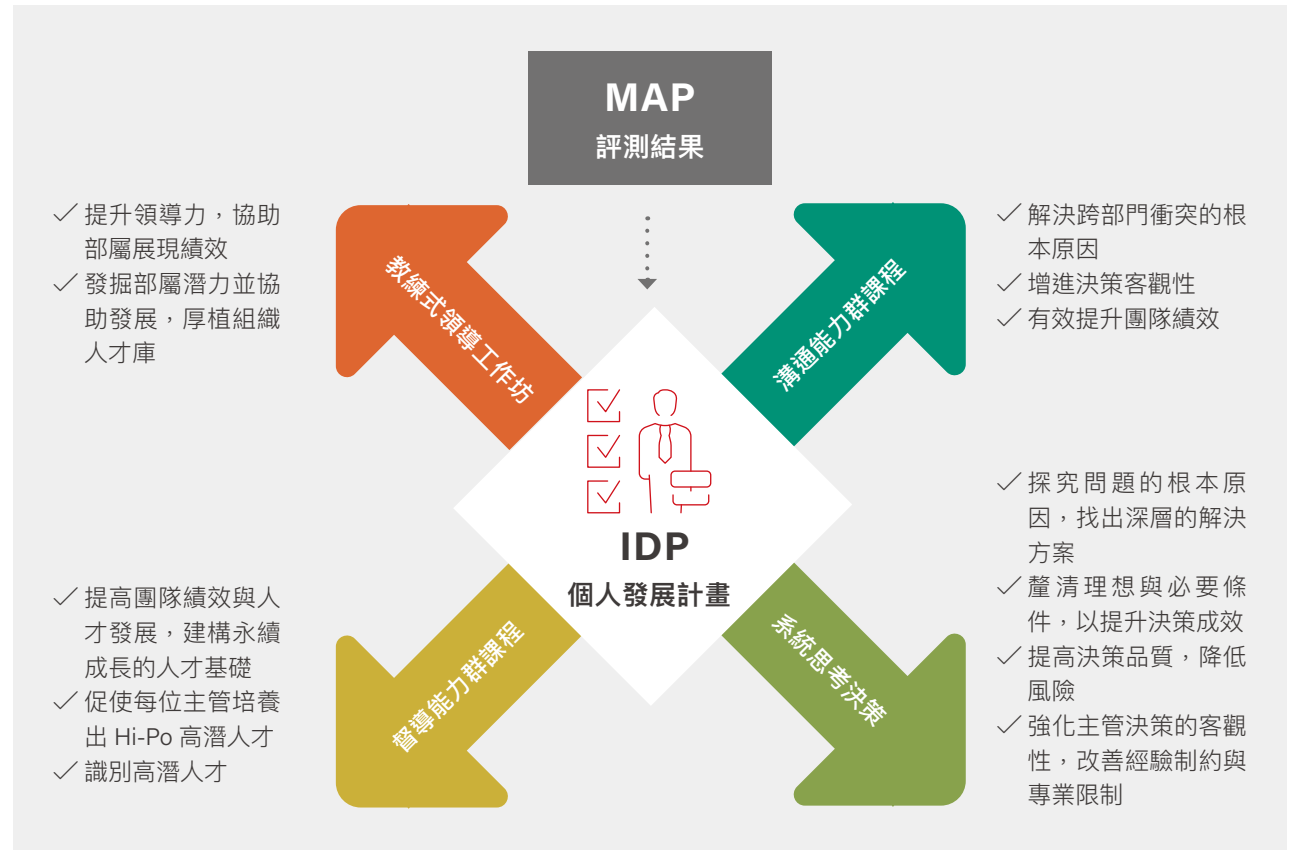 MAP
評測結果
提升領導力，協助
部屬展現績效
發掘部屬潛力並協
助發展，厚植組織
人才庫
教練式領導工作坊
溝通能力群課程
解決跨部門衝突的根
本原因
增進決策客觀性
有效提升團隊績效
IDP
個人發展計畫
提高團隊績效與人
才發展，建構永續
成長的人才基礎
促使每位主管培養
出 Hi-Po 高潛人才
識別高潛人才
督導能力群課程
系統思考決策
探究問題的根本原
因，找出深層的解決
方案
釐清理想與必要條
件，以提升決策成效
提高決策品質，降低
風險
強化主管決策的客觀
性，改善經驗制約與
專業限制